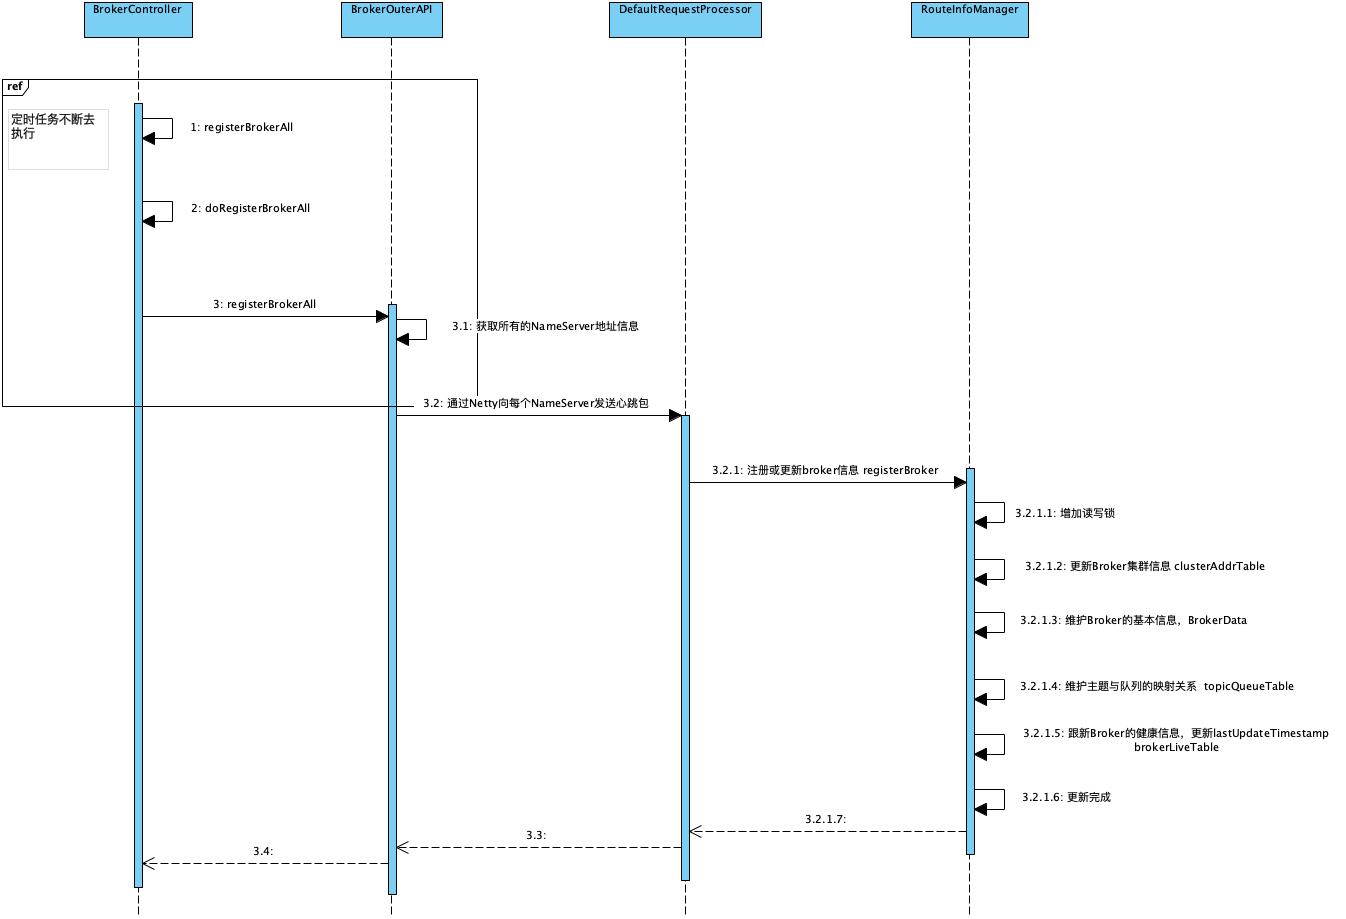 BrokerController
BrokerOuterAPI
DefaultRequestProcessor
RouteInfoManager
ref
定时任务不断去
执行
1: registerBrokerAll
2: doRegisterBrokerAll
3: registerBrokerAll
3.1: 获取所有的NameServer地址信息
3.2: 通过Netty向每个NameServer发送心跳包
3.2.1: 注册或更新broker信息 registerBroker
3.2.1.1: 增加读写锁
3.2.1.2: 更新Broker集群信息 clusterAddrTable
3.2.1.3: 维护Broker的基本信息，BrokerData
3.2.1.4: 维护主题与队列的映射关系  topicQueueTable
3.2.1.5: 跟新Broker的健康信息，更新lastUpdateTimestamp
brokerLiveTable
3.2.1.6: 更新完成
3.2.1.7:
3.3:
3.4: